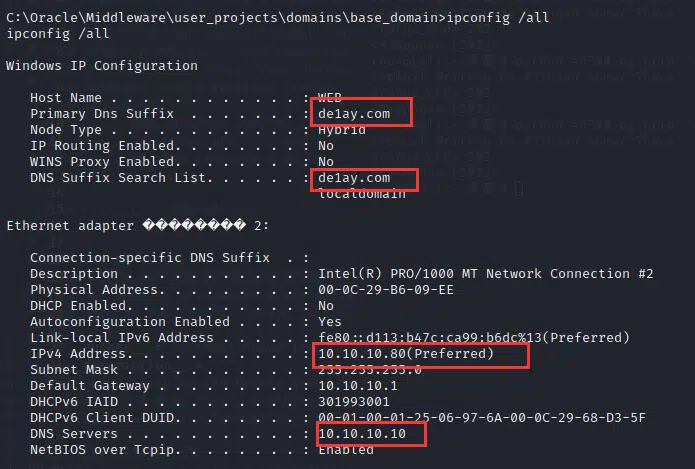 C:\Oracle\Middleware\user_projects\domains\base_domain>ipconfig /all
ipconfig /all
Windows IP Configuration
Host Name . . . . . . . . . . . . : WEB
Primary Dns Suffix . . . . . . . : de1ay.com
Node Type . . . . . . . . . . . . : Hybrid
IP Routing Enabled. . . . . . . . : No
WINS Proxy Enabled. . . . . . . . : No
DNS Suffix Search List. . . . . . : de1ay.com
localdomain
Ethernet adapter �������� 2:
Connection-specific DNS Suffix . :
Description . . . . . . . . . . . : Intel(R) PRO/1000 MT Network Connection #2
Physical Address. . . . . . . . . : 00-0C-29-B6-09-EE
DHCP Enabled. . . . . . . . . . . : No
Autoconfiguration Enabled . . . . : Yes
Link-local IPv6 Address . . . . . : fe80::d113:b47c:ca99:b6dc%13(Preferred)
IPv4 Address. . . . . . . . . . . : 10.10.10.80(Preferred)
Subnet Mask . . . . . . . . . . . : 255.255.255.0
Default Gateway . . . . . . . . . : 10.10.10.1
DHCPv6 IAID . . . . . . . . . . . : 301993001
DHCPv6 Client DUID. . . . . . . . : 00-01-00-01-25-06-97-6A-00-0C-29-68-D3-5F
DNS Servers . . . . . . . . . . . : 10.10.10.10
NetBIOS over Tcpip. . . . . . . . : Enabled